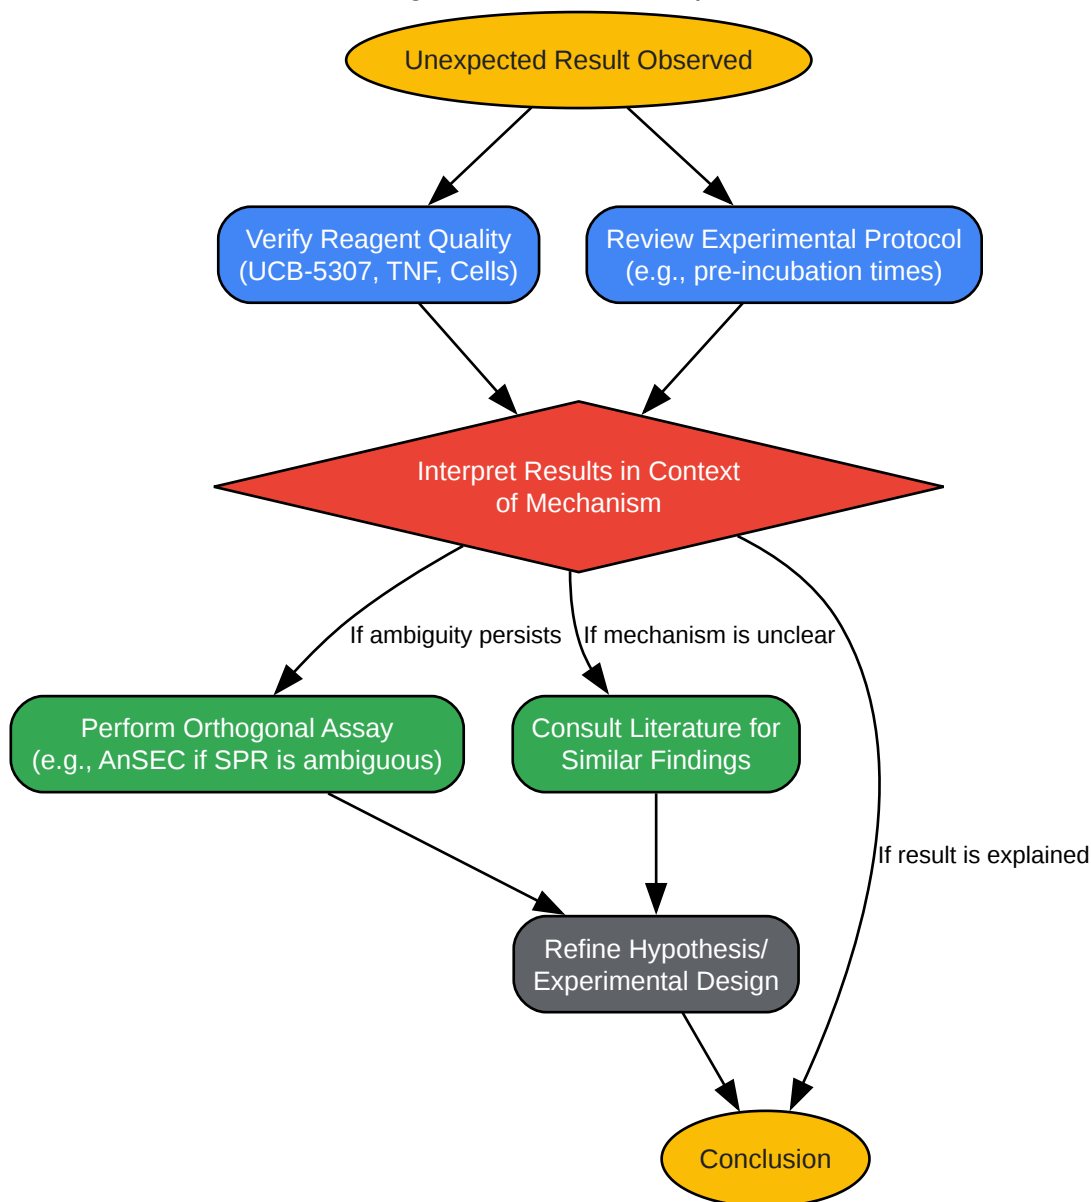 Unexpected Result Observed
Verify Reagent Quality
(UCB-5307, TNF, Cells)
Review Experimental Protocol
(e.g., pre-incubation times)
Interpret Results in Context
of Mechanism
If ambiguity persists
If mechanism is unclear
Perform Orthogonal Assay
(e.g., AnSEC if SPR is ambiguous)
Consult Literature for
Similar Findings
If result is explained
Refine Hypothesis/
Experimental Design
Conclusion